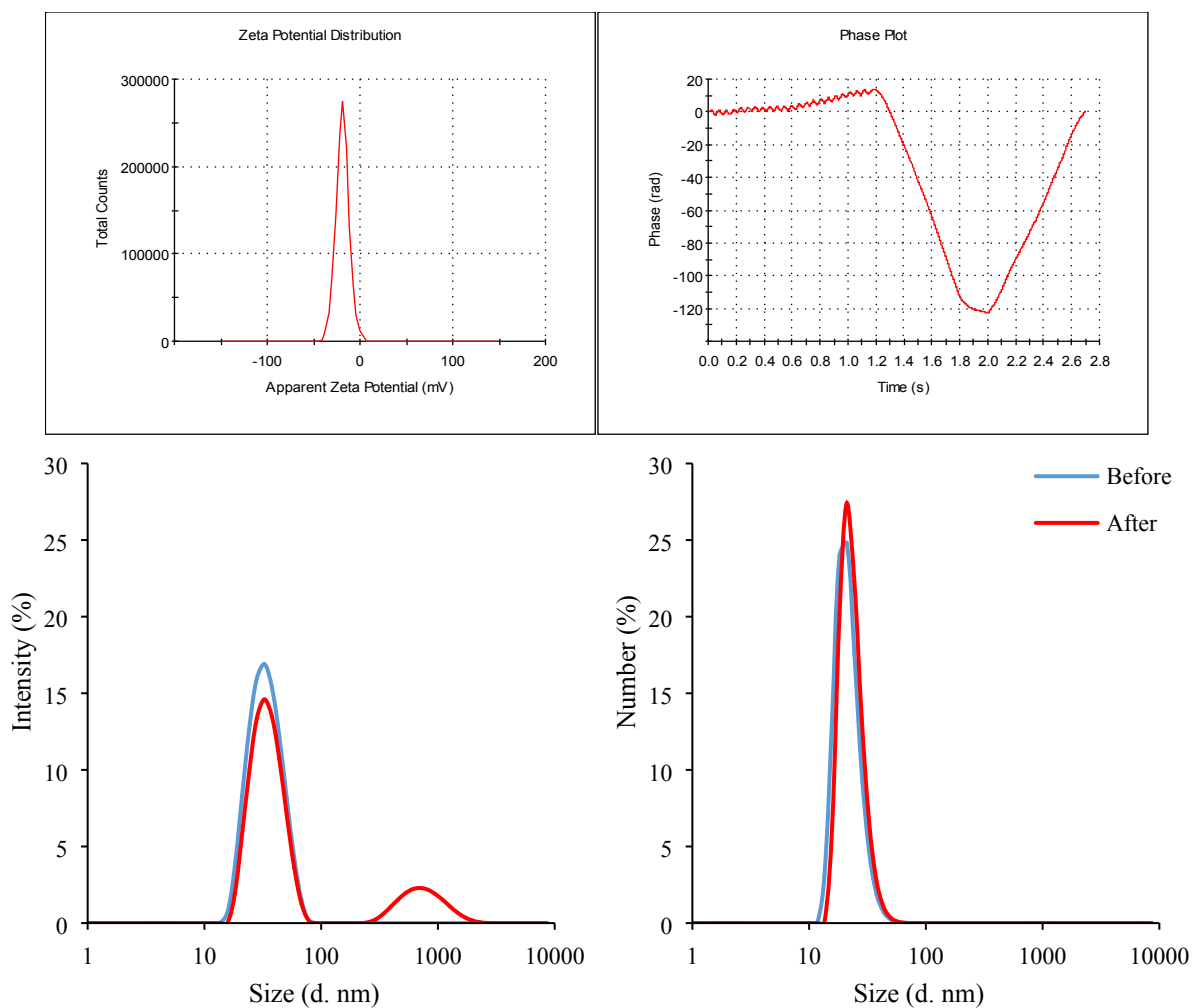 Zeta Potential Distribution
300000
200000
100000
0
Total Counts
-100 0 100 200
Apparent Zeta Potential (mV)
Phase Plot
20
0
-20
-40
-60
-80
-100
-120
Phase (rad)
0.0 0.2 0.4 0.6 0.8 1.0 1.2 1.4 1.6 1.8 2.0 2.2 2.4 2.6 2.8
Time (s)
30
25
20
15
10
5
0
Intensity (%)
1 10 100 1000 10000
Size (d. nm)
30
25
20
15
10
5
0
Number (%)
1 10 100 1000 10000
Size (d. nm)
Before
After